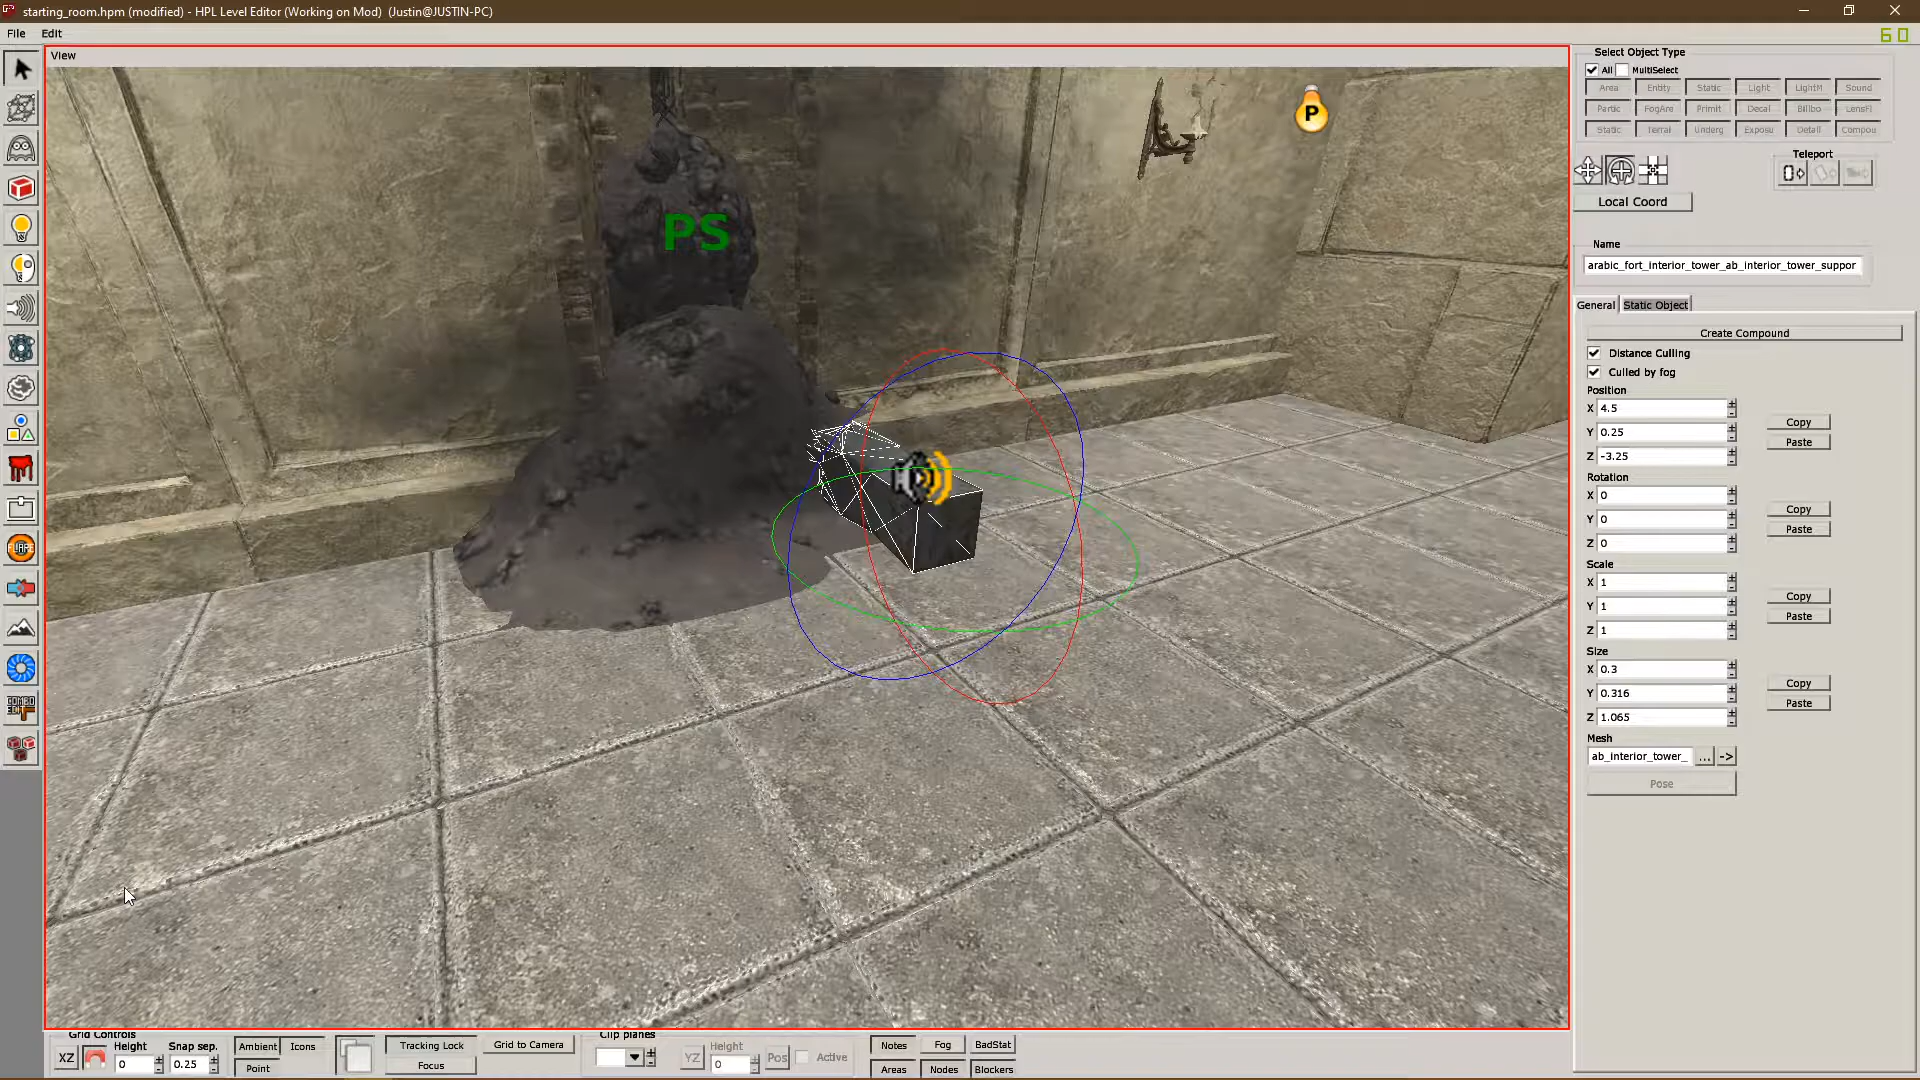 starting_room.hpm (modified) - HPL Level Editor (Working on Mod)  (Justin@JUSTIN-PC)
File Edit
60
View
Select Object Type
All MultiSelect
Area Entity Static Light LightM Sound
Partic FogAre Primit Decal Billbo LensFl
Static Terrai Underg Exposu Detail Compou
Teleport
Local Coord
Name
arabic_fort_interior_tower_ab_interior_tower_suppor
General Static Object
Create Compound
Distance Culling
Culled by fog
Position
X 4.5
Y 0.25
Z -3.25
Copy
Paste
Rotation
X 0
Y 0
Z 0
Copy
Paste
Scale
X 1
Y 1
Z 1
Copy
Paste
Size
X 0.3
Y 0.316
Z 1.065
Copy
Paste
Mesh
ab_interior_tower_ ... ->
Pose
P
PS
FLARE
Grid Controls
XZ
Height
0
Snap sep.
0.25
Ambient Icons
Point
Tracking Lock
Focus
Grid to Camera
Clip planes
YZ
Height
0
Pos
Active
Notes Fog BadStat
Areas Nodes Blockers